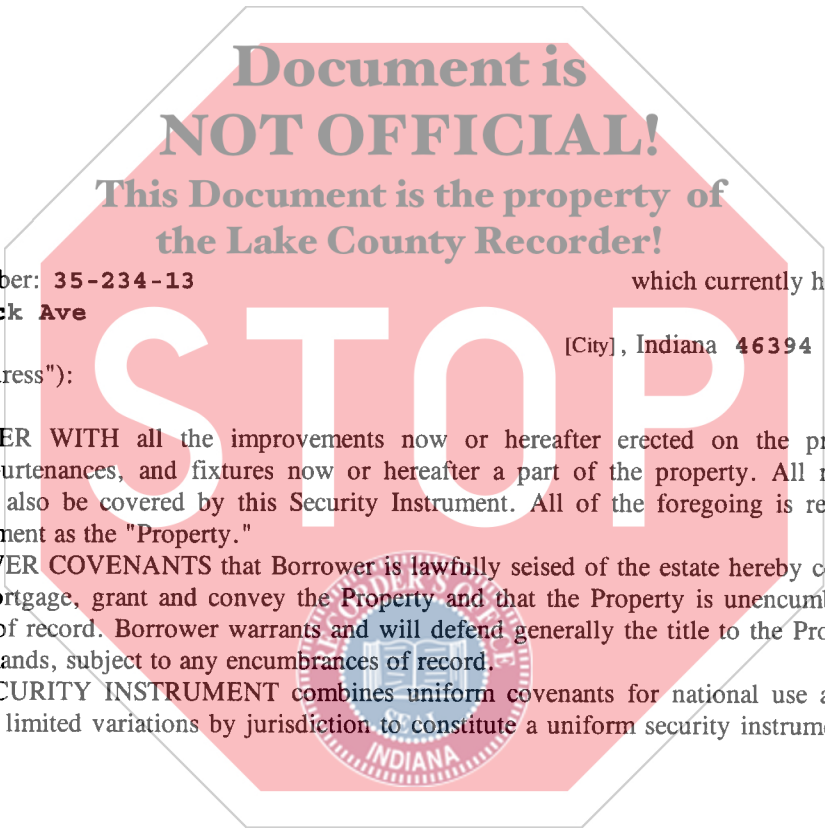 Document is
NOT OFFICIAL!
This Document is the property of
the Lake County Recorder!
ber: 35-234-13 which currently h
ck Ave
[City], Indiana 46394
ress"):
STOP
ER WITH all the improvements now or hereafter erected on the pr
urtenances, and fixtures now or hereafter a part of the property. All r
also be covered by this Security Instrument. All of the foregoing is re
ment as the "Property."
VER COVENANTS that Borrower is lawfully seised of the estate hereby c
ortgage, grant and convey the Property and that the Property is unencumb
of record. Borrower warrants and will defend generally the title to the Pro
ands, subject to any encumbrances of record.
CURITY INSTRUMENT combines uniform covenants for national use a
limited variations by jurisdiction to constitute a uniform security instrume
RECORDER'S OFFICE
INDIANA